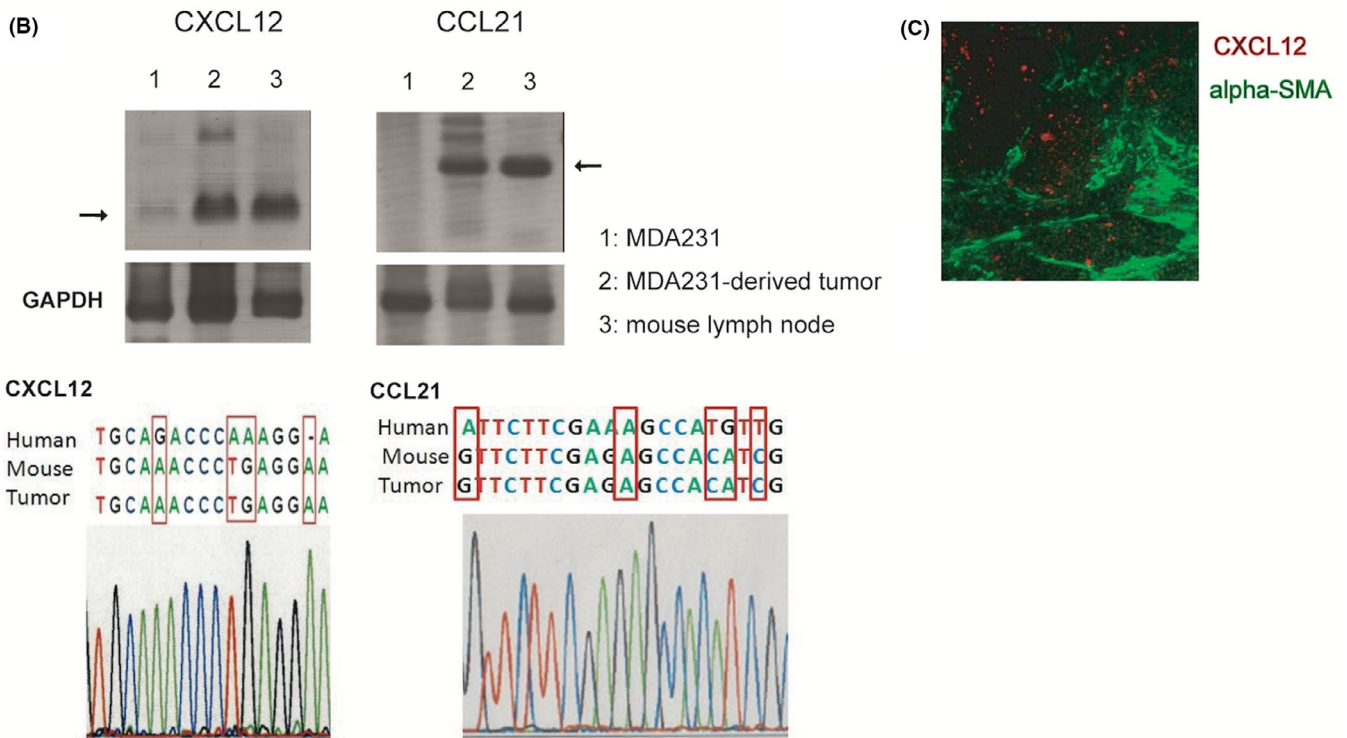 (B)
CXCL12
CCL21
1 2 3
1 2 3
→
←
GAPDH
1: MDA231
2: MDA231-derived tumor
3: mouse lymph node
(C)
CXCL12
alpha-SMA
CXCL12
Human TGCAGACCCAAAGG-A
Mouse TGCAAACCCTGAGGAA
Tumor TGCAAACCCTGAGGAA
CCL21
Human ATTCTTCGAAAGCCATGTTG
Mouse GTTCTTCGAGAGCCACATCG
Tumor GTTCTTCGAGAGCCACATCG